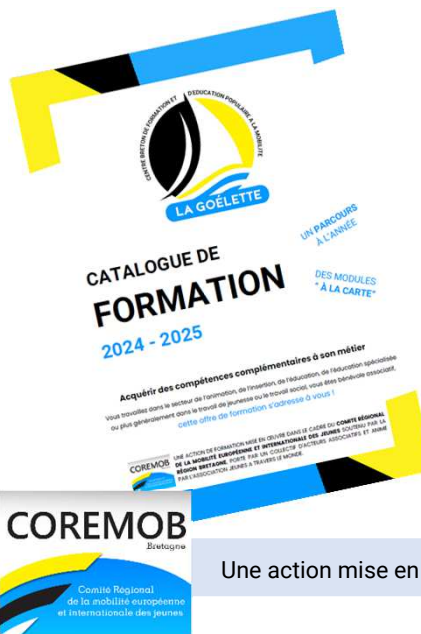 CENTRE BRETON DE FORMATION ET D'EDUCATION POPULAIRE A LA MOBILITE
LA GOÉLETTE
UN PARCOURS
À L'ANNÉE
CATALOGUE DE
FORMATION
2024 - 2025
DES MODULES
" À LA CARTE"
Acquérir des compétences complémentaires à son métier
Vous travaillez dans le secteur de l'animation, de l'insertion, de l'éducation, de l'éducation spécialisée
ou plus généralement dans le travail de jeunesse ou le travail social, vous êtes bénévole associatif,
cette offre de formation s'adresse à vous !
COREMOB
UNE ACTION DE FORMATION MISE EN ŒUVRE DANS LE CADRE DU COMITÉ RÉGIONAL
DE LA MOBILITÉ EUROPÉENNE ET INTERNATIONALE DES JEUNES SOUTENU PAR LA
RÉGION BRETAGNE, PORTÉ PAR UN COLLECTIF D'ACTEURS ASSOCIATIFS ET ANIMÉ
PAR L'ASSOCIATION JEUNES A TRAVERS LE MONDE.
COREMOB
Bretagne
Comité Régional
de la mobilité européenne
et internationale des jeunes
Une action mise en